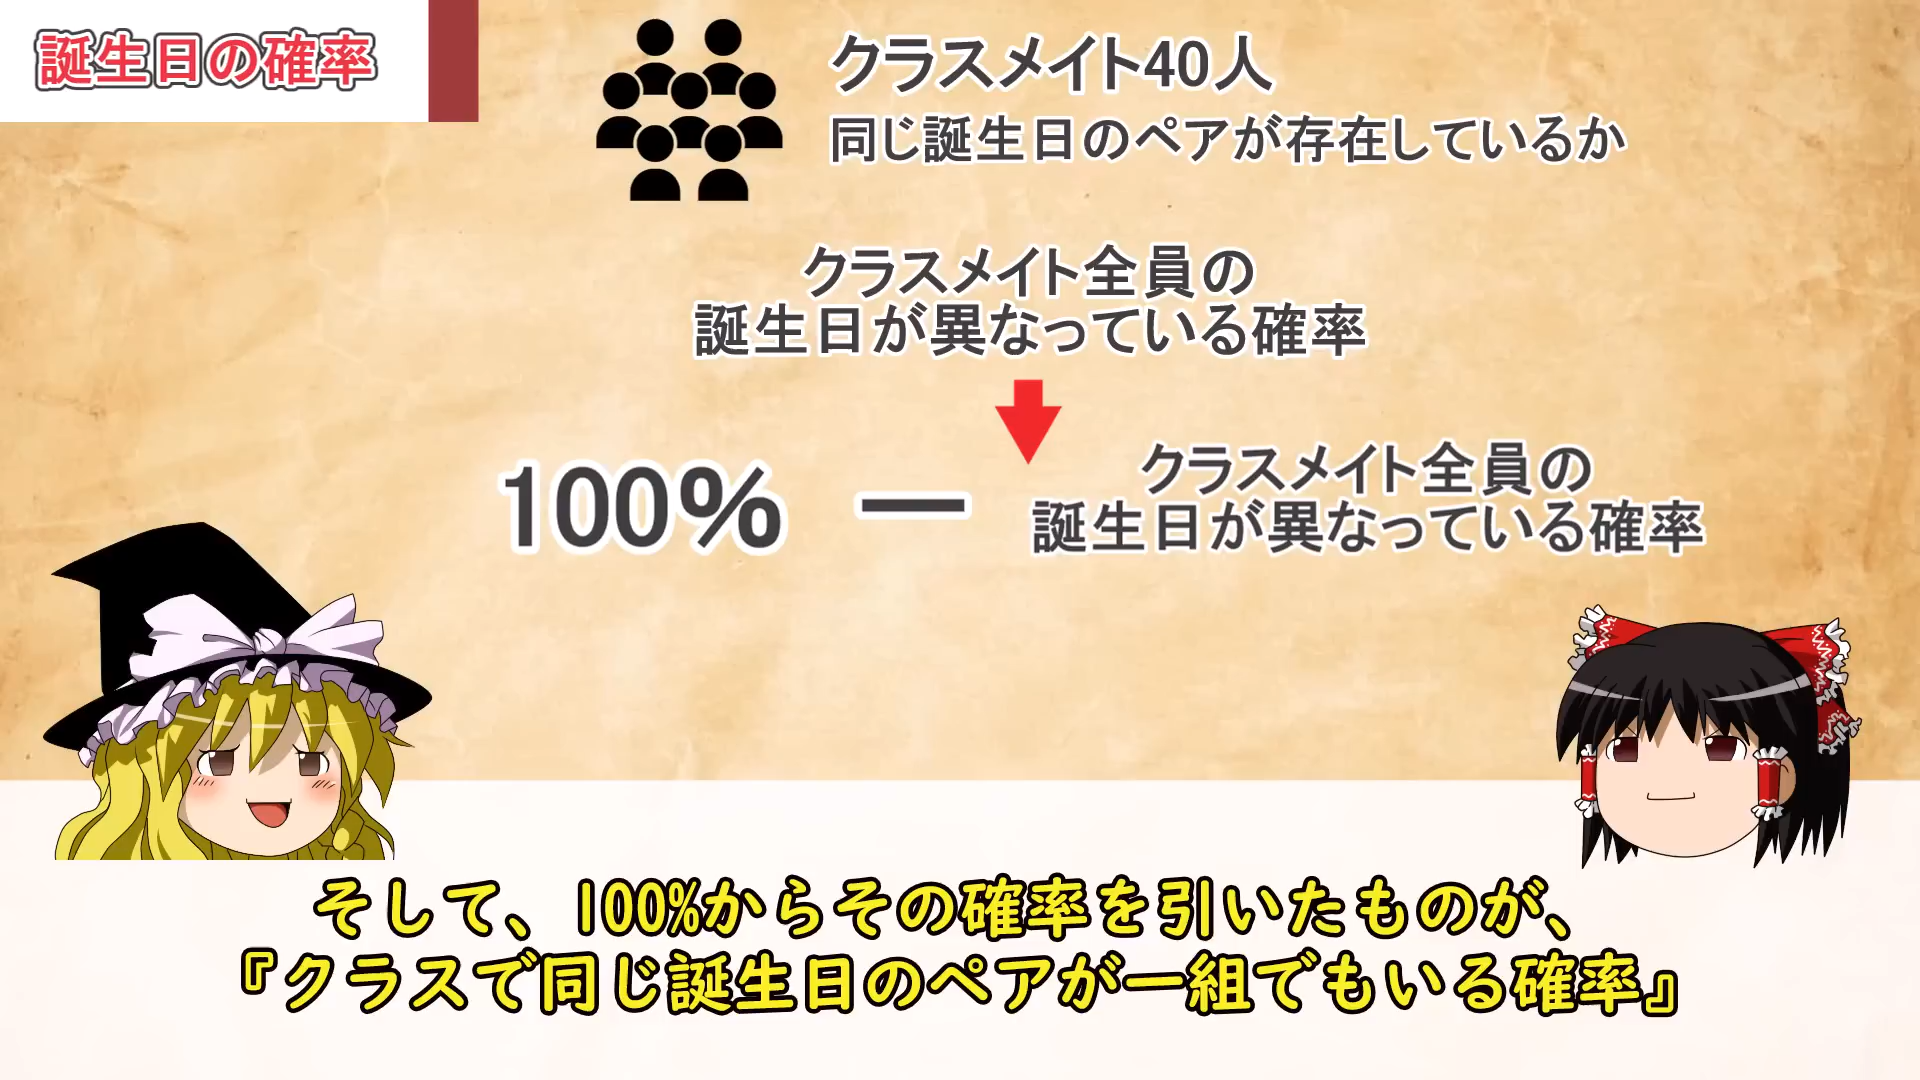 誕生日の確率
クラスメイト40人
同じ誕生日のペアが存在しているか
クラスメイト全員の
誕生日が異なっている確率
100% ー クラスメイト全員の
誕生日が異なっている確率
そして、100%からその確率を引いたものが、
『クラスで同じ誕生日のペアが一組でもいる確率』